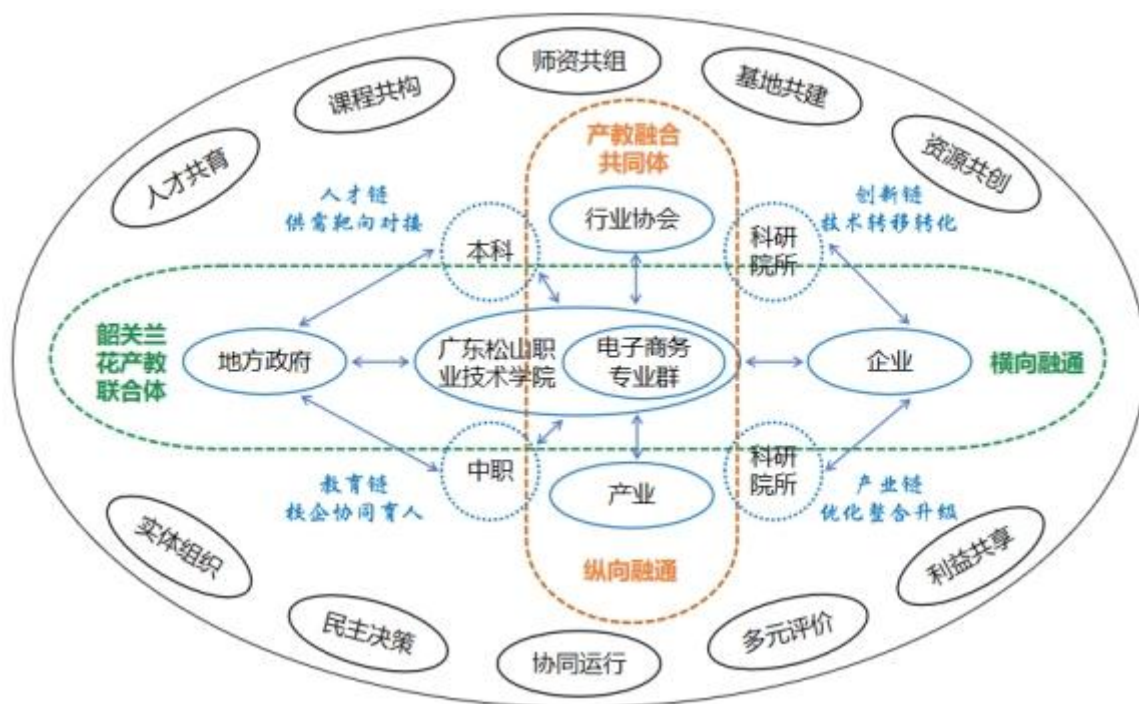 师资共组
课程共构
基地共建
人才共育
资源共创
产教融合
共同体
人才链
供需靶向对接
创新链
技术转移转化
本科
行业协会
科研
院所
韶关兰
花产教
联合体
地方政府
广东松山职
业技术学院
电子商务
专业群
企业
横向融通
中职
产业
科研
院所
教育链
校企协同育人
产业链
优化整合升级
纵向融通
实体组织
利益共享
民主决策
多元评价
协同运行